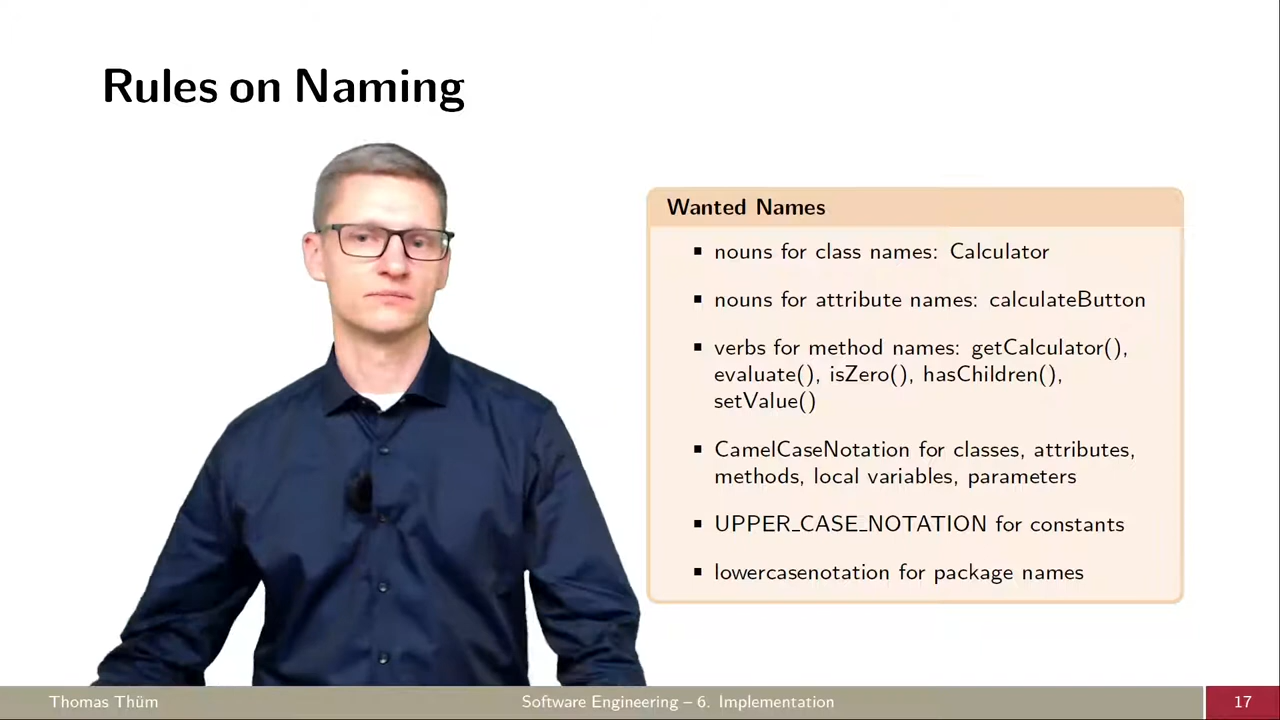 Rules on Naming
Wanted Names
▪ nouns for class names: Calculator
▪ nouns for attribute names: calculateButton
▪ verbs for method names: getCalculator(),
evaluate(), isZero(), hasChildren(),
setValue()
▪ CamelCaseNotation for classes, attributes,
methods, local variables, parameters
▪ UPPER_CASE_NOTATION for constants
▪ lowercasenotation for package names
Thomas Thüm
Software Engineering – 6. Implementation
17